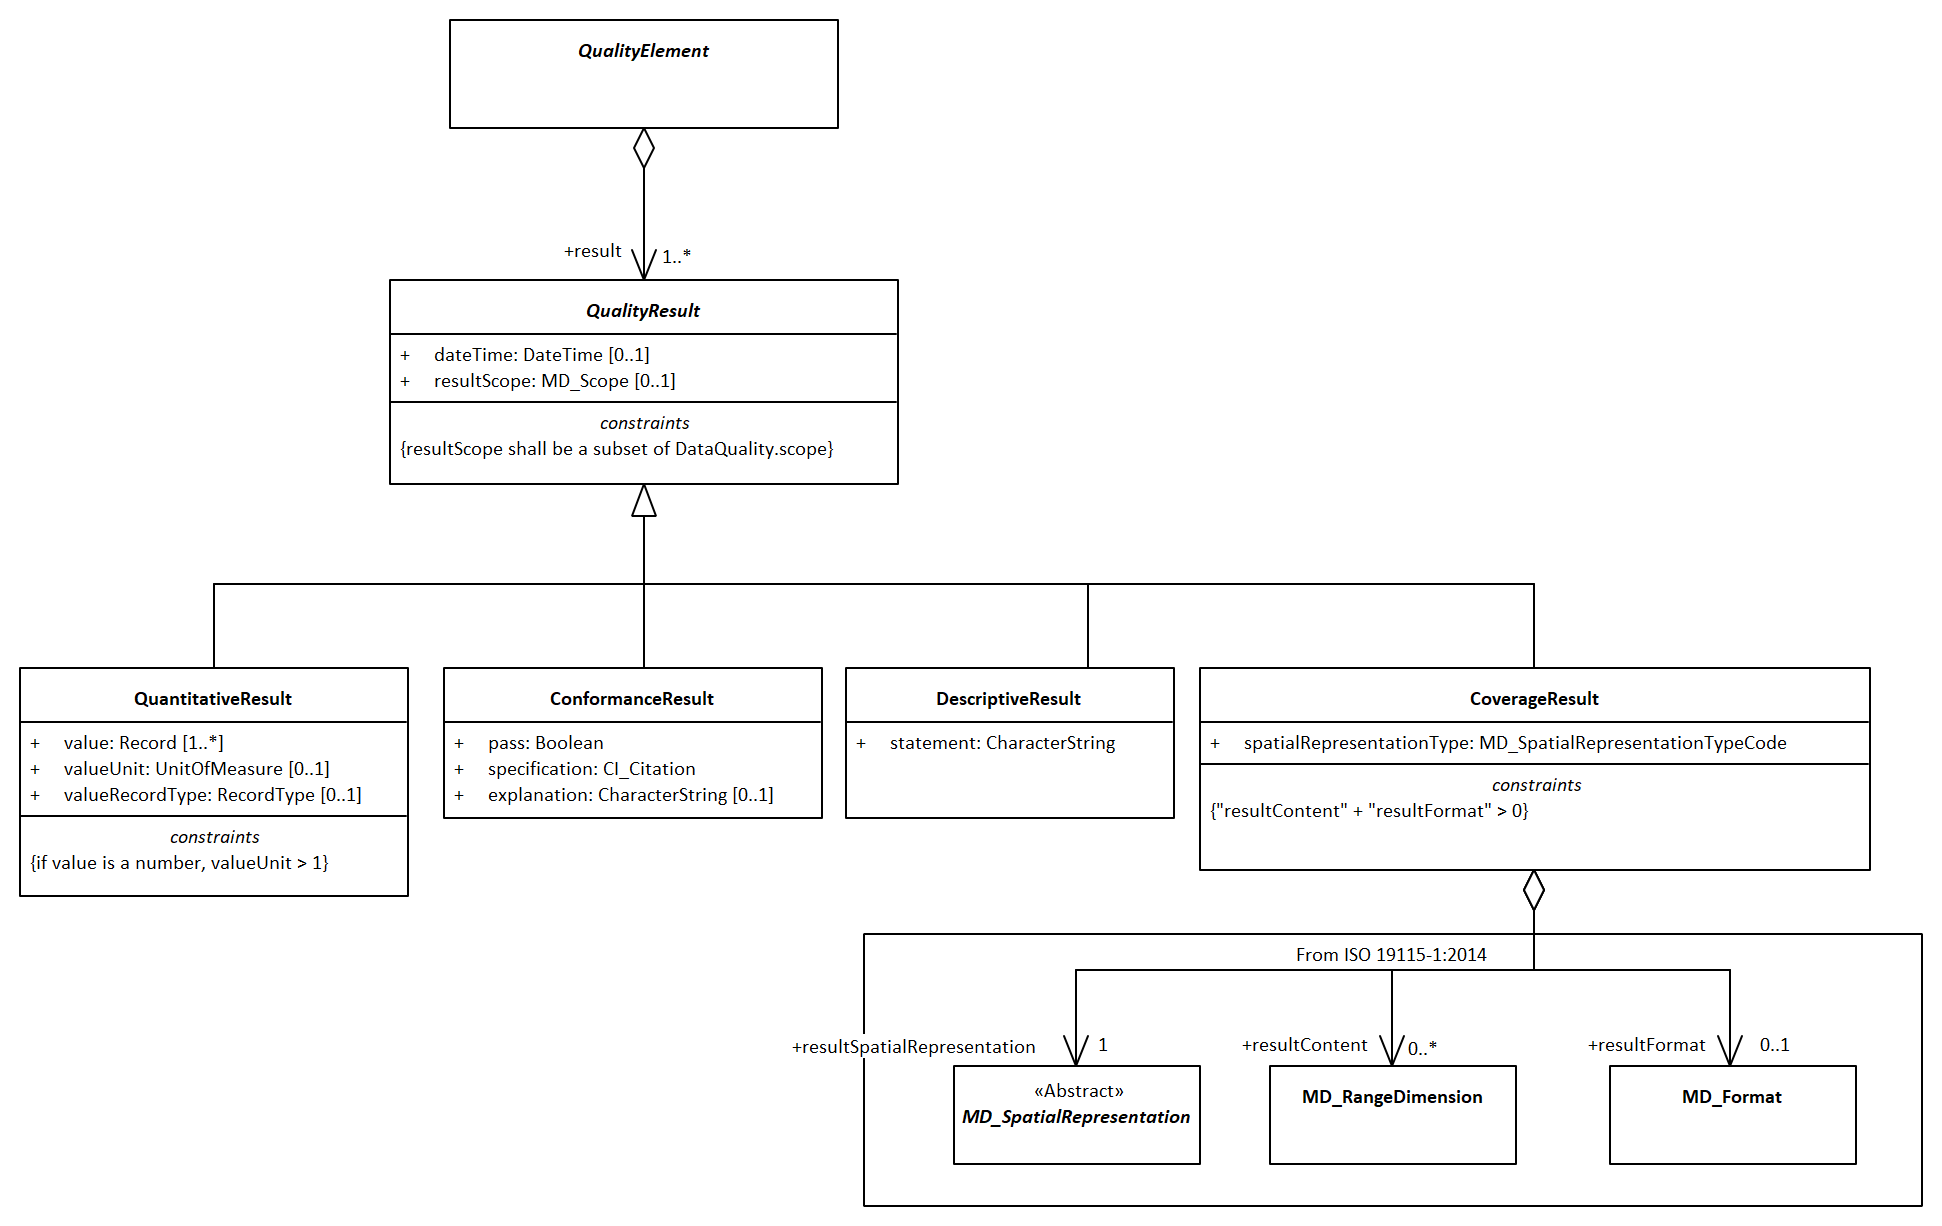 QualityElement
+result
1..*
QualityResult
+ dateTime: DateTime [0..1]
+ resultScope: MD_Scope [0..1]
constraints
{resultScope shall be a subset of DataQuality.scope}
QuantitativeResult
+ value: Record [1..*]
+ valueUnit: UnitOfMeasure [0..1]
+ valueRecordType: RecordType [0..1]
constraints
{if value is a number, valueUnit > 1}
ConformanceResult
+ pass: Boolean
+ specification: CI_Citation
+ explanation: CharacterString [0..1]
DescriptiveResult
+ statement: CharacterString
CoverageResult
+ spatialRepresentationType: MD_SpatialRepresentationTypeCode
constraints
{"resultContent" + "resultFormat" > 0}
From ISO 19115-1:2014
+resultSpatialRepresentation
1
«Abstract»
MD_SpatialRepresentation
+resultContent
0..*
MD_RangeDimension
+resultFormat
0..1
MD_Format